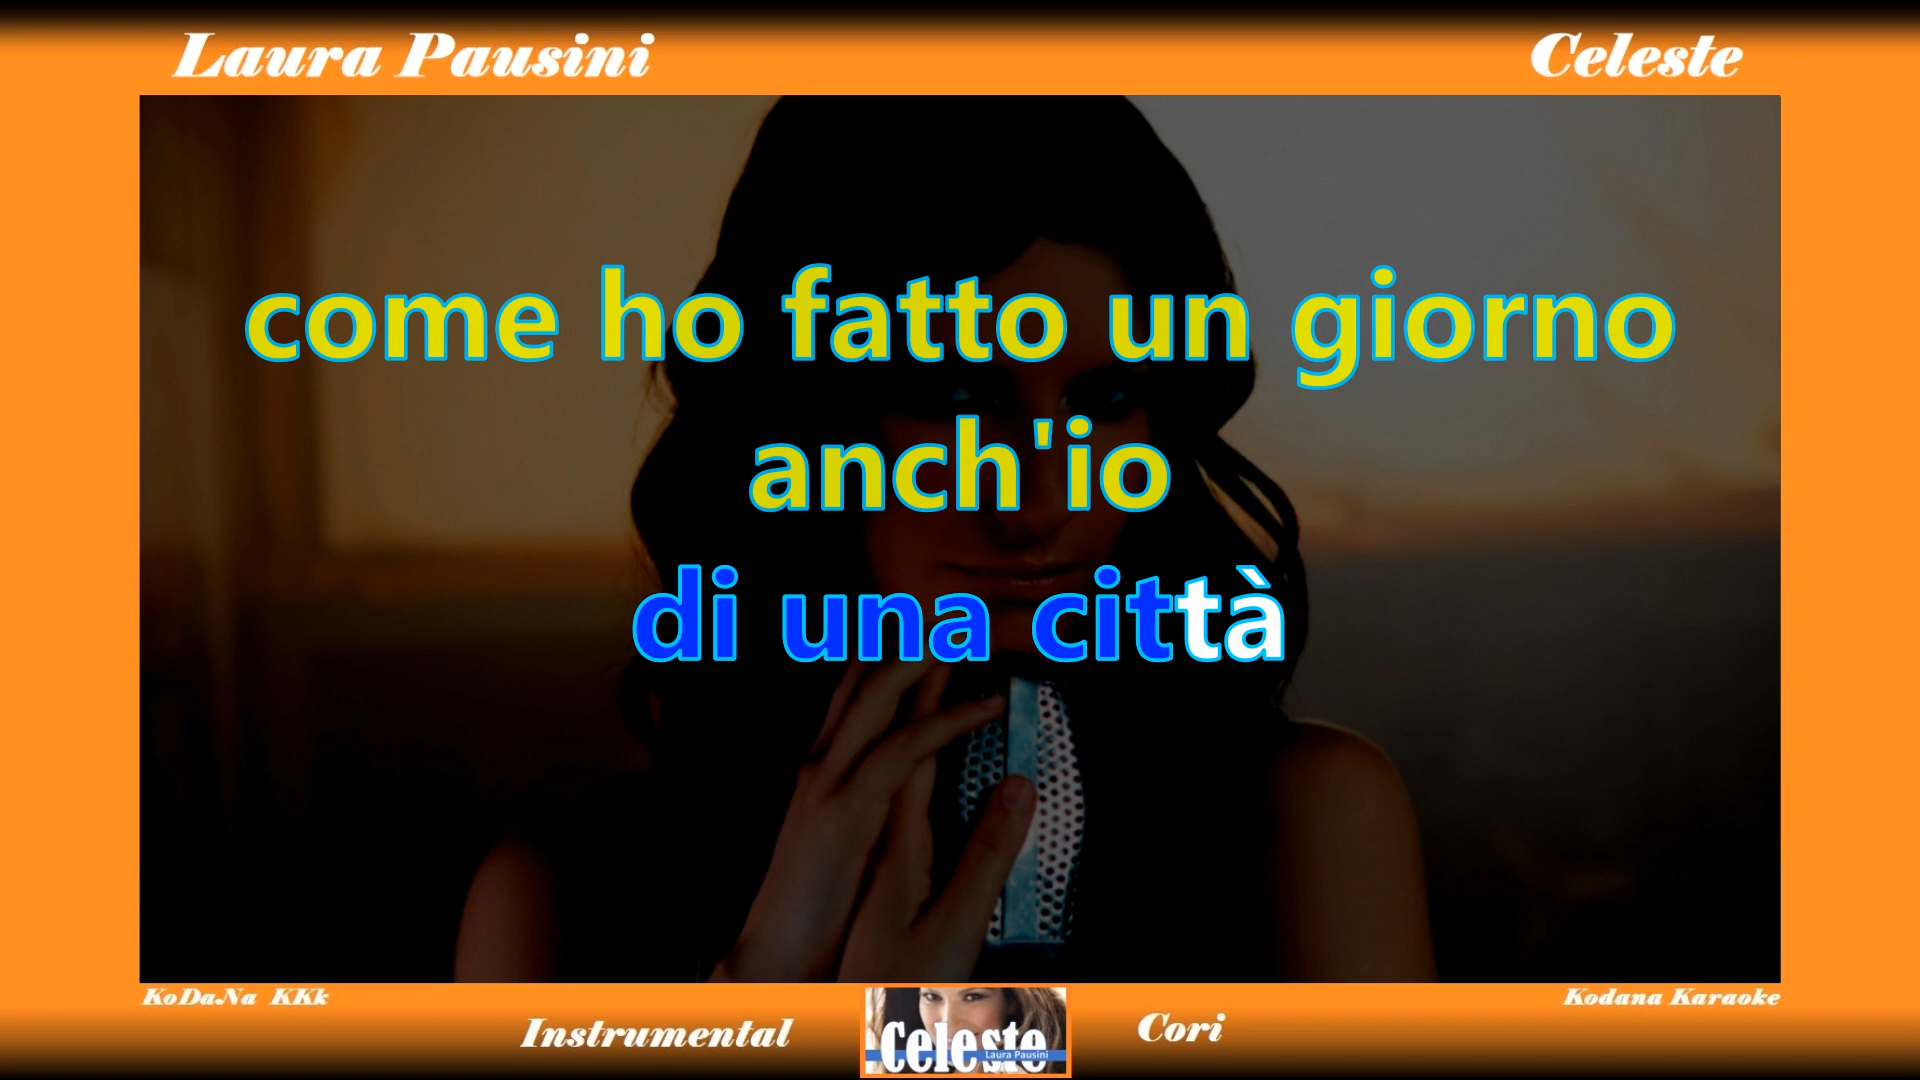 Laura Pausini
Celeste
come ho fatto un giorno
anch'io
di una città
KoDaNa KKk
Kodana Karaoke
Instrumental
Celeste
Laura Pausini
Cori